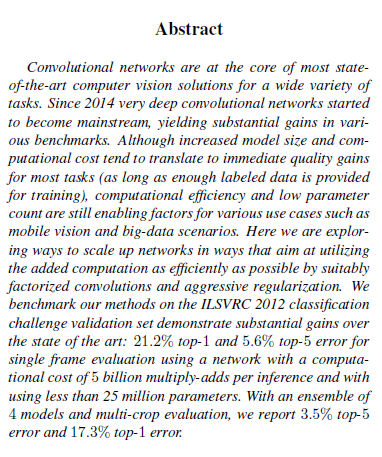 Abstract
Convolutional networks are at the core of most state-
of-the-art computer vision solutions for a wide variety of
tasks. Since 2014 very deep convolutional networks started
to become mainstream, yielding substantial gains in vari-
ous benchmarks. Although increased model size and com-
putational cost tend to translate to immediate quality gains
for most tasks (as long as enough labeled data is provided
for training), computational efficiency and low parameter
count are still enabling factors for various use cases such as
mobile vision and big-data scenarios. Here we are explor-
ing ways to scale up networks in ways that aim at utilizing
the added computation as efficiently as possible by suitably
factorized convolutions and aggressive regularization. We
benchmark our methods on the ILSVRC 2012 classification
challenge validation set demonstrate substantial gains over
the state of the art: 21.2% top-1 and 5.6% top-5 error for
single frame evaluation using a network with a computa-
tional cost of 5 billion multiply-adds per inference and with
using less than 25 million parameters. With an ensemble of
4 models and multi-crop evaluation, we report 3.5% top-5
error and 17.3% top-1 error.